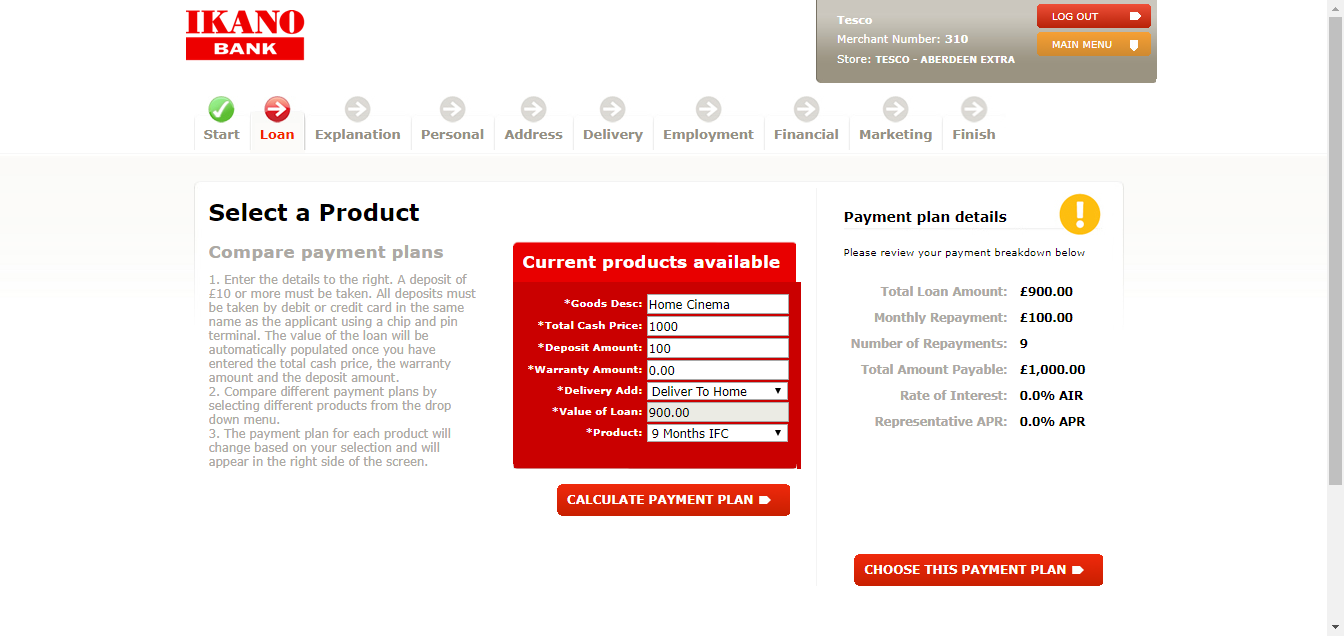 IKANO
BANK
Tesco
Merchant Number: 310
Store: TESCO - ABERDEEN EXTRA
LOG OUT
MAIN MENU
Start
Loan
Explanation
Personal
Address
Delivery
Employment
Financial
Marketing
Finish
Select a Product
Compare payment plans
1. Enter the details to the right. A deposit of
£10 or more must be taken. All deposits must
be taken by debit or credit card in the same
name as the applicant using a chip and pin
terminal. The value of the loan will be
automatically populated once you have
entered the total cash price, the warranty
amount and the deposit amount.
2. Compare different payment plans by
selecting different products from the drop
down menu.
3. The payment plan for each product will
change based on your selection and will
appear in the right side of the screen.
Current products available
*Goods Desc: Home Cinema
*Total Cash Price: 1000
*Deposit Amount: 100
*Warranty Amount: 0.00
*Delivery Add: Deliver To Home
*Value of Loan: 900.00
*Product: 9 Months IFC
CALCULATE PAYMENT PLAN
Payment plan details
Please review your payment breakdown below
Total Loan Amount: £900.00
Monthly Repayment: £100.00
Number of Repayments: 9
Total Amount Payable: £1,000.00
Rate of Interest: 0.0% AIR
Representative APR: 0.0% APR
CHOOSE THIS PAYMENT PLAN